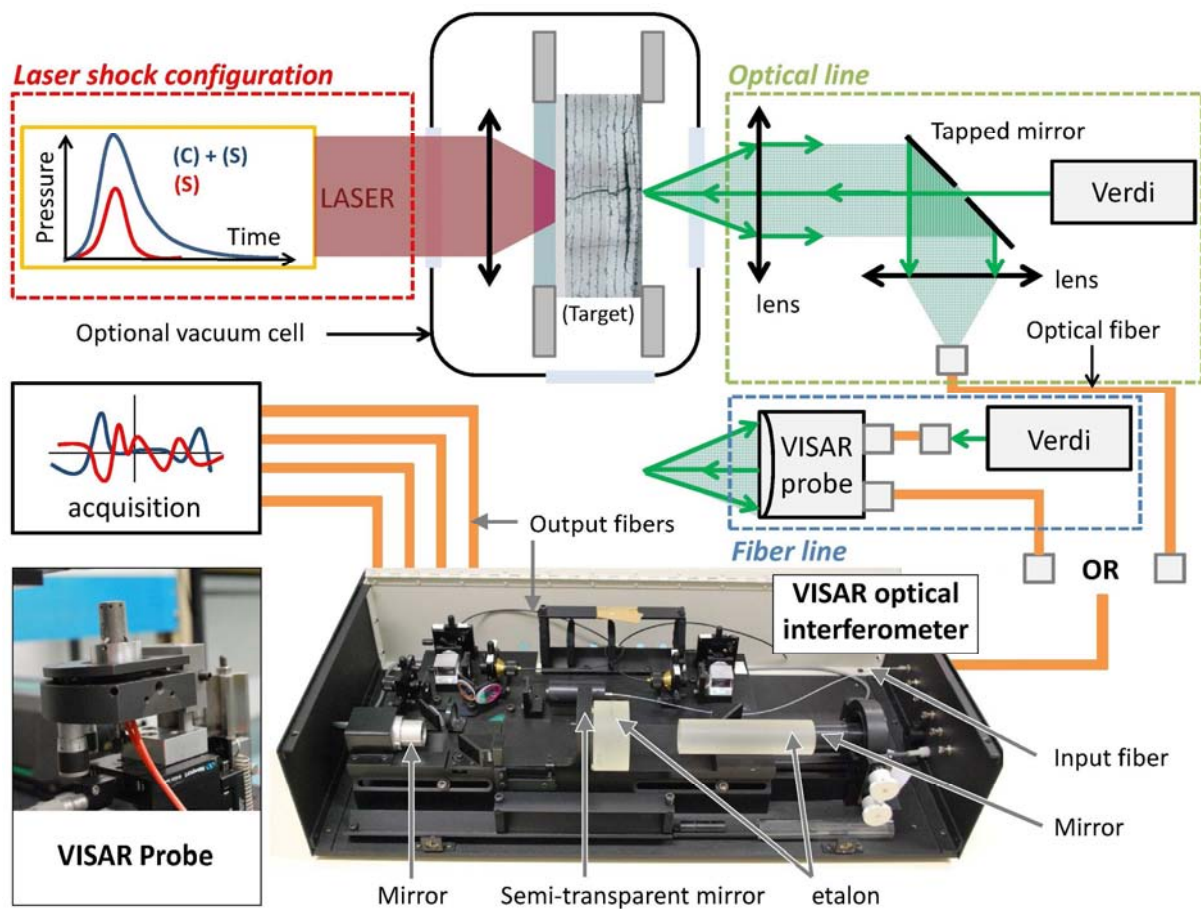 Laser shock configuration
Pressure
(C) + (S)
(S)
Time
LASER
(Target)
Optional vacuum cell
Optical line
Tapped mirror
Verdi
lens
lens
Optical fiber
VISAR
probe
Verdi
Fiber line
OR
acquisition
Output fibers
VISAR optical
interferometer
Input fiber
Mirror
VISAR Probe
Mirror
Semi-transparent mirror
etalon